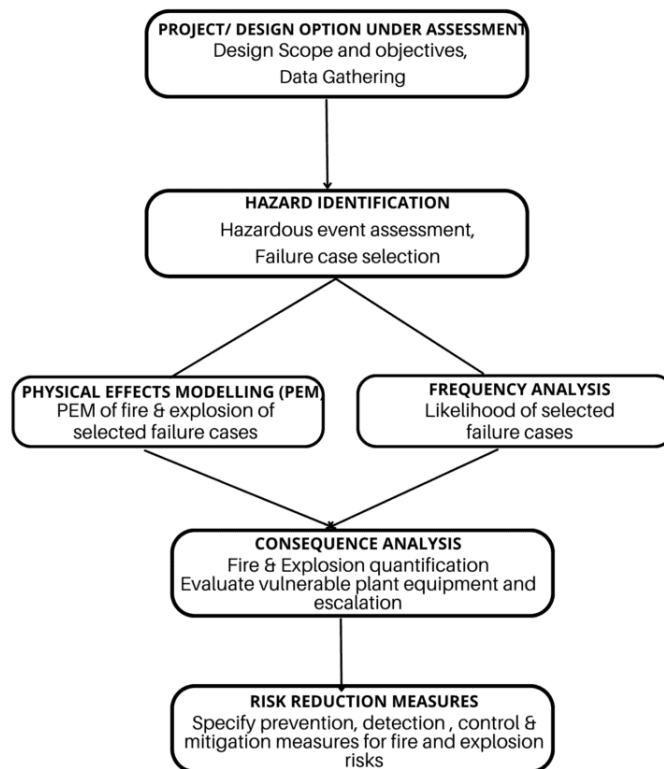 PROJECT/ DESIGN OPTION UNDER ASSESSMENT
Design Scope and objectives,
Data Gathering
HAZARD IDENTIFICATION
Hazardous event assessment,
Failure case selection
PHYSICAL EFFECTS MODELLING (PEM)
PEM of fire & explosion of
selected failure cases
FREQUENCY ANALYSIS
Likelihood of selected
failure cases
CONSEQUENCE ANALYSIS
Fire & Explosion quantification
Evaluate vulnerable plant equipment and
escalation
RISK REDUCTION MEASURES
Specify prevention, detection , control &
mitigation measures for fire and explosion
risks